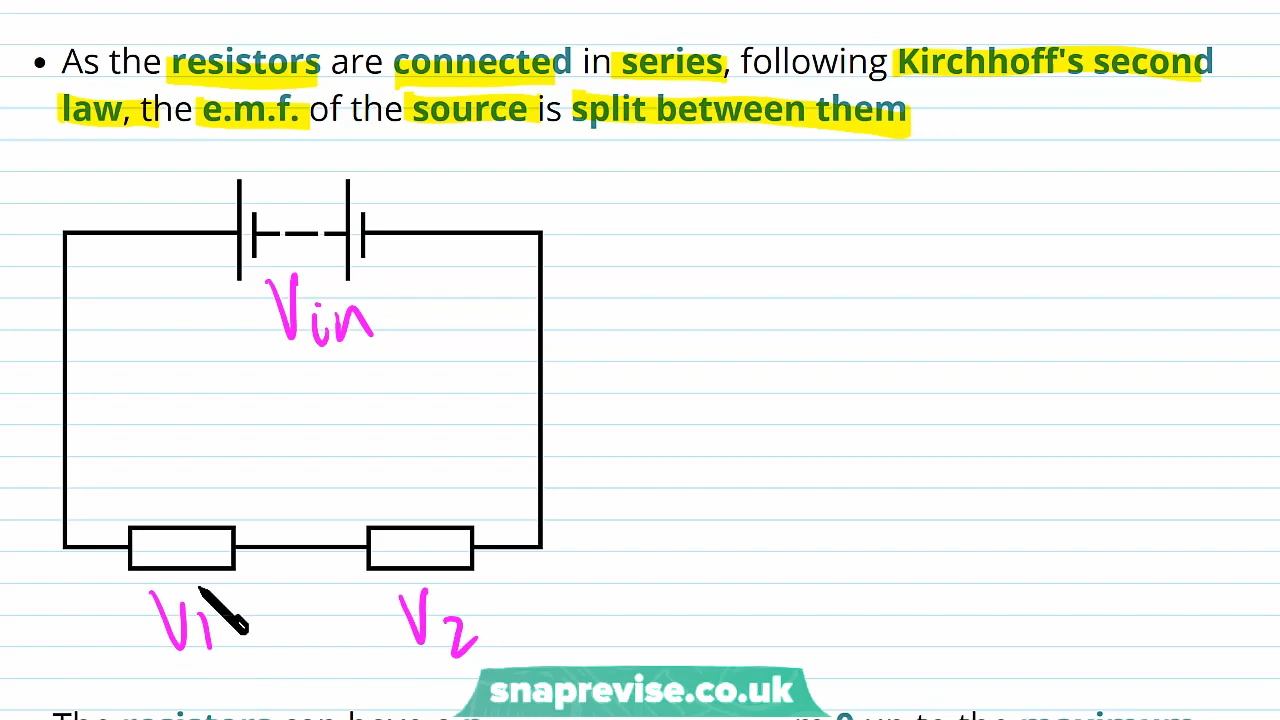 • As the resistors are connected in series, following Kirchhoff's second
law, the e.m.f. of the source is split between them
Vin
V1 V2
snaprevise.co.uk